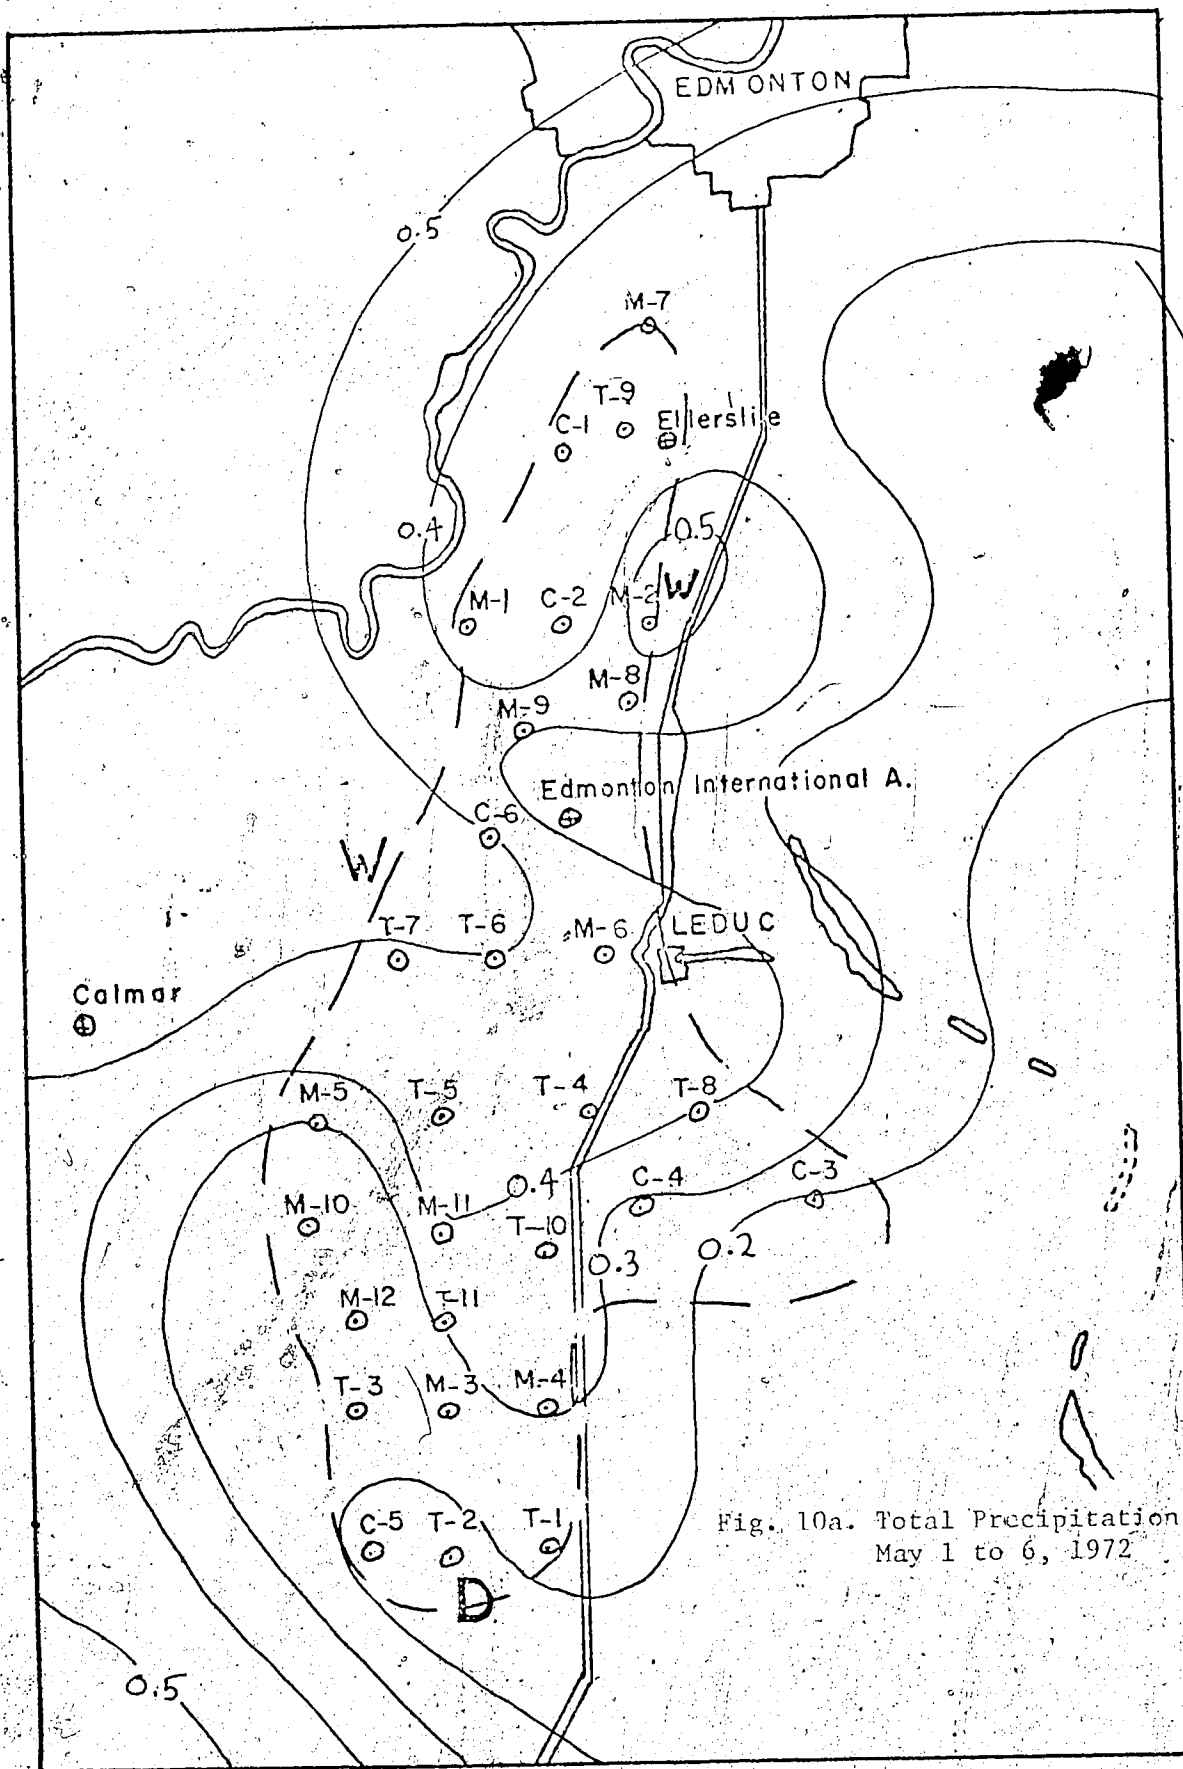 EDMONTON
0.5
M-7
T-9
C-1
Ellerslie
0.4
0.5
M-1
C-2
M-2
W
M-8
M-9
Edmonton International A.
C-6
W
T-7
T-6
M-6
LEDUC
Calmar
M-5
T-5
T-4
T-8
M-10
M-11
0.4
C-4
C-3
T-10
0.3
0.2
M-12
T-11
T-3
M-3
M-4
C-5
T-2
T-1
D
Fig. 10a. Total Precipitation
May 1 to 6, 1972
0.5